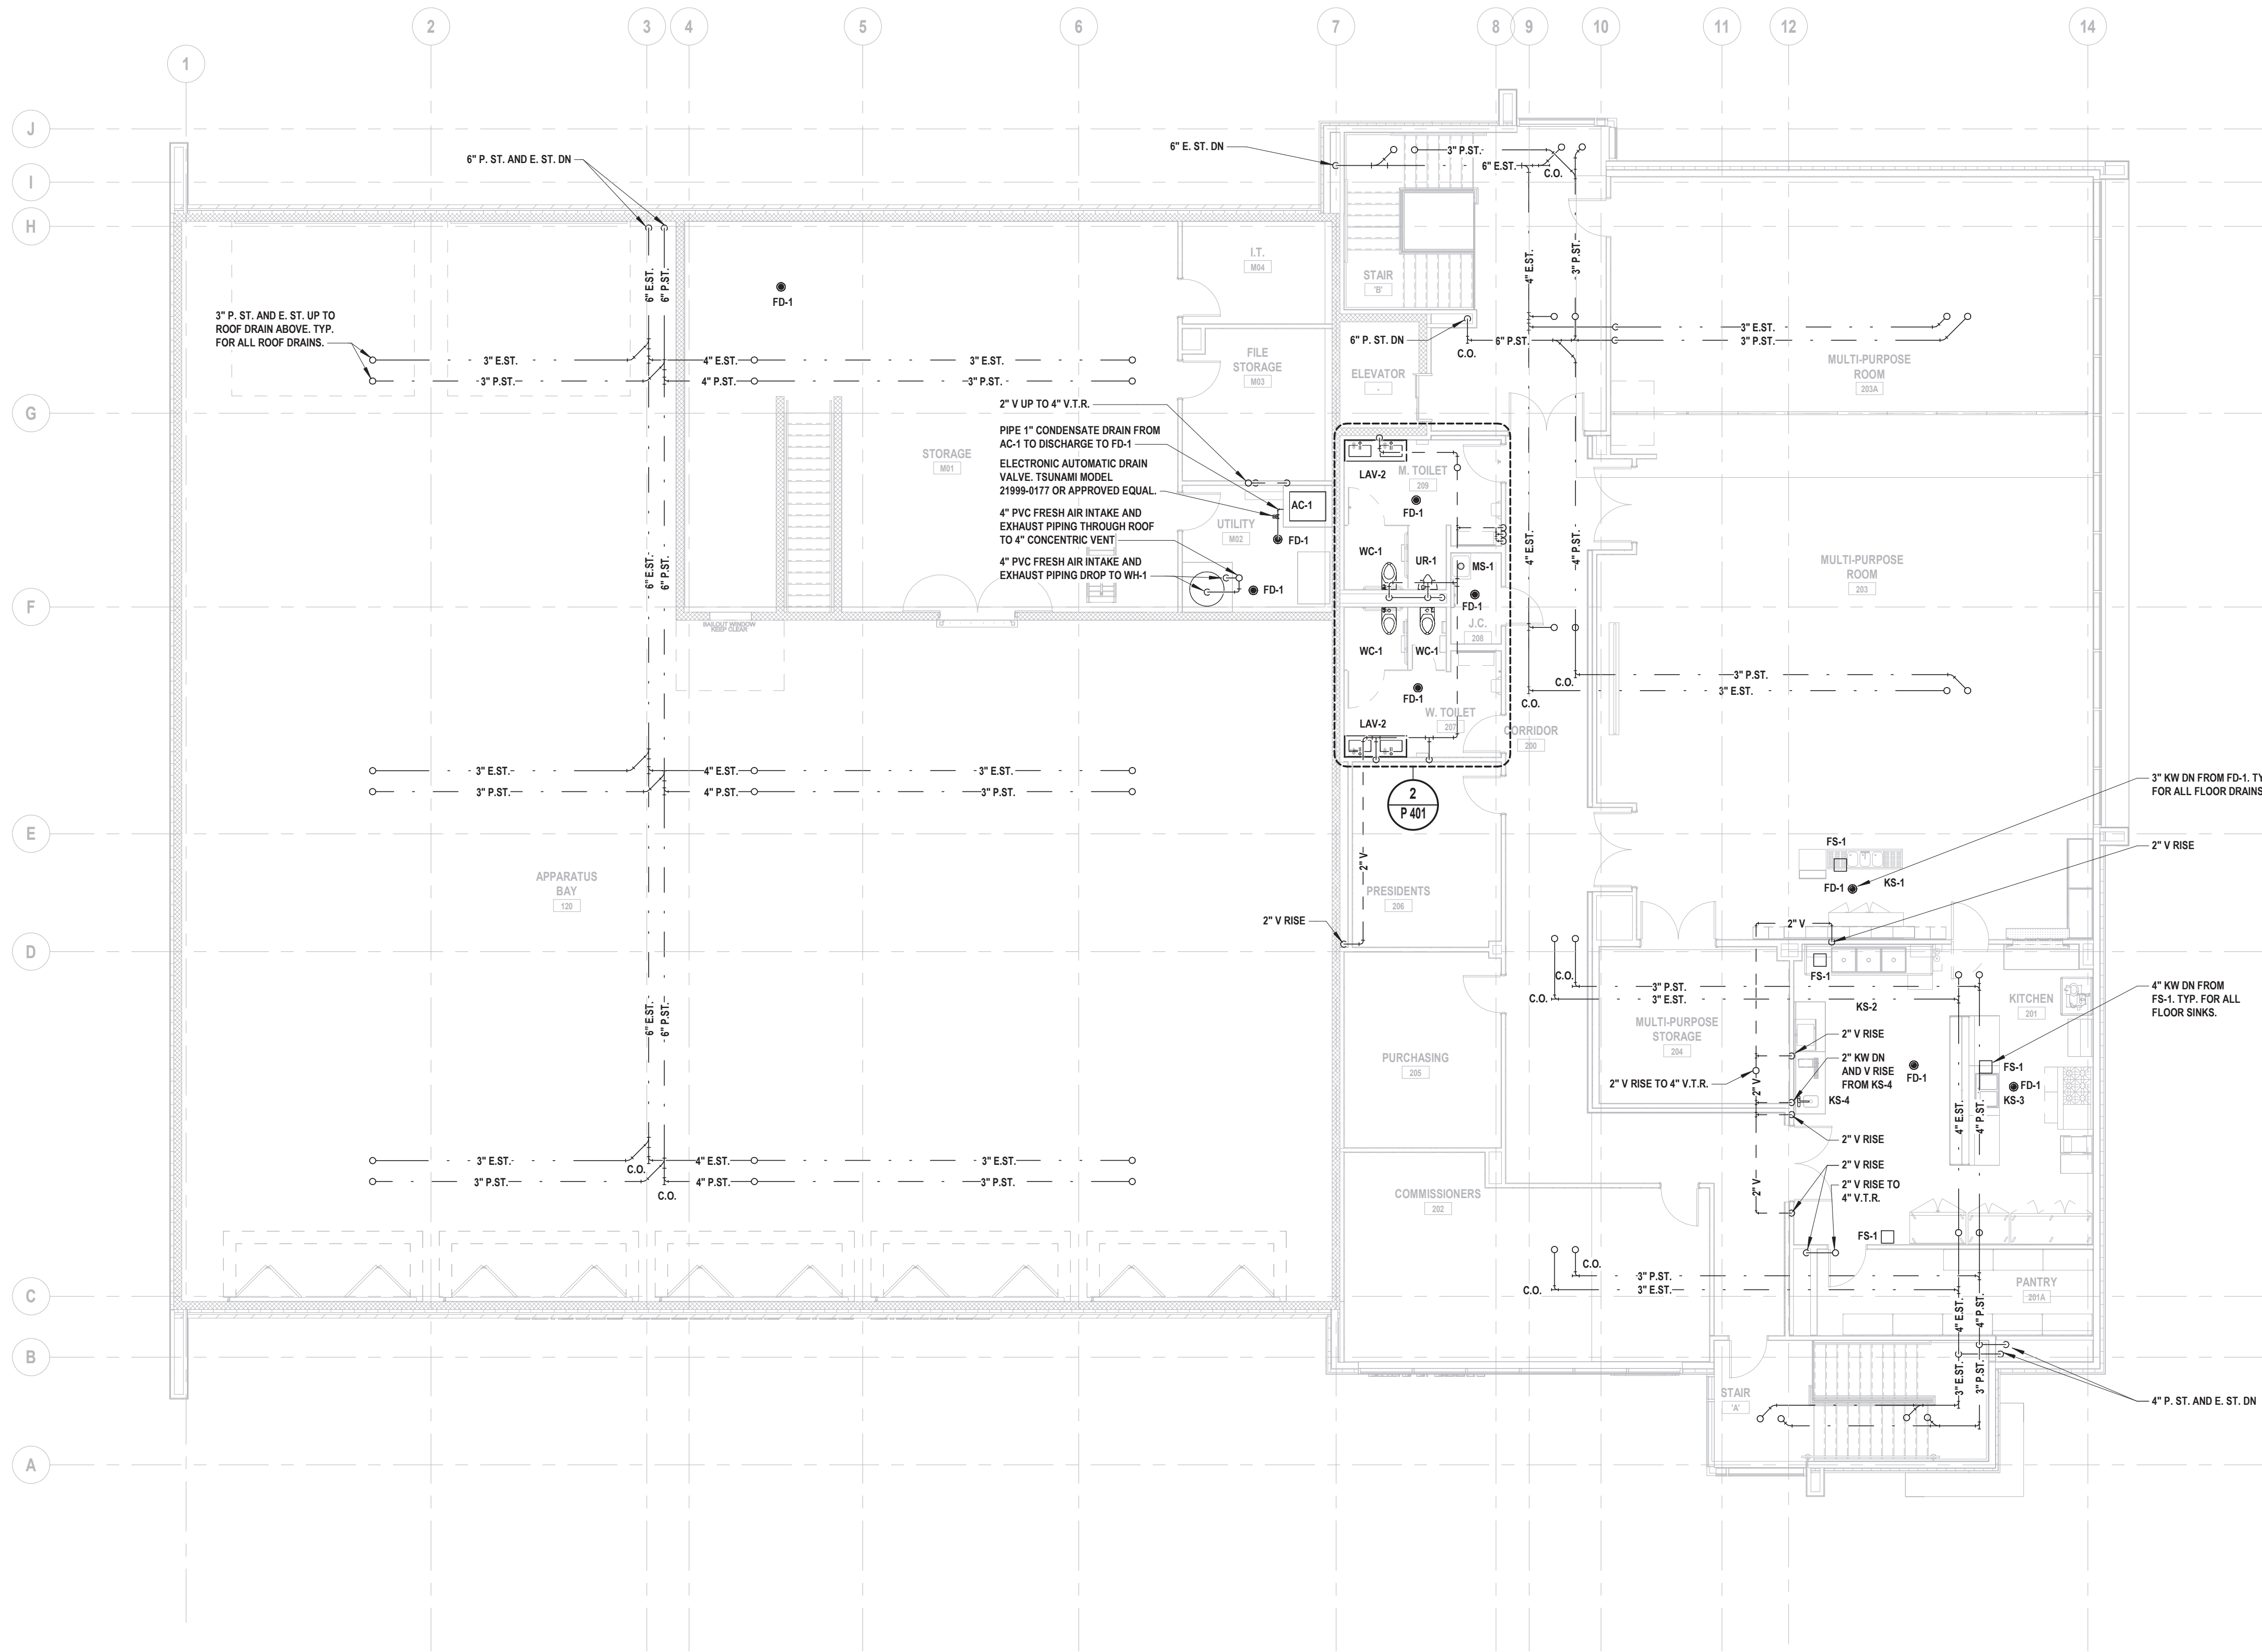 1
2
3
4
5
6
7
8
9
10
11
12
14
J
I
H
G
F
E
D
C
B
A
6" P. ST. AND E. ST. DN
6" E. ST. DN
3" P.ST.
6" E.ST.
C.O.
6" E.ST.
6" P.ST.
I.T.
M04
STAIR
'B'
4" E.ST.
3" P.ST.
FD-1
3" P. ST. AND E. ST. UP TO
ROOF DRAIN ABOVE. TYP.
FOR ALL ROOF DRAINS.
3" E.ST.
4" E.ST.
3" E.ST.
3" P.ST.
4" P.ST.
3" P.ST.
FILE
STORAGE
M03
6" P. ST. DN
6" P.ST.
C.O.
ELEVATOR
-
3" E.ST.
3" P.ST.
MULTI-PURPOSE
ROOM
203A
2" V UP TO 4" V.T.R.
PIPE 1" CONDENSATE DRAIN FROM
AC-1 TO DISCHARGE TO FD-1
ELECTRONIC AUTOMATIC DRAIN
VALVE. TSUNAMI MODEL
21999-0177 OR APPROVED EQUAL.
4" PVC FRESH AIR INTAKE AND
EXHAUST PIPING THROUGH ROOF
TO 4" CONCENTRIC VENT
4" PVC FRESH AIR INTAKE AND
EXHAUST PIPING DROP TO WH-1
STORAGE
M01
AC-1
UTILITY
M02
FD-1
FD-1
LAV-2
M. TOILET
209
FD-1
WC-1
UR-1
MS-1
FD-1
J.C.
208
WC-1
WC-1
FD-1
W. TOILET
207
LAV-2
2
P 401
4" E.ST.
4" P.ST.
6" E.ST.
6" P.ST.
BAILOUT WINDOW
KEEP CLEAR
MULTI-PURPOSE
ROOM
203
C.O.
3" P.ST.
3" E.ST.
C.O.
CORRIDOR
200
3" E.ST.
4" E.ST.
3" E.ST.
3" P.ST.
4" P.ST.
3" P.ST.
3" KW DN FROM FD-1. TY
FOR ALL FLOOR DRAINS
FS-1
FD-1
KS-1
2" V RISE
2" V
APPARATUS
BAY
120
PRESIDENTS
206
2" V RISE
2" V
FS-1
C.O.
3" P.ST.
C.O.
3" E.ST.
KS-2
KITCHEN
201
4" KW DN FROM
FS-1. TYP. FOR ALL
FLOOR SINKS.
6" E.ST.
6" P.ST.
PURCHASING
205
MULTI-PURPOSE
STORAGE
204
2" V RISE
2" KW DN
AND V RISE
FROM KS-4
2" V RISE TO 4" V.T.R.
2" V
KS-4
FD-1
FS-1
FD-1
KS-3
4" E.ST.
4" P.ST.
2" V RISE
2" V RISE
2" V RISE TO
4" V.T.R.
2" V
3" E.ST.
C.O.
4" E.ST.
3" E.ST.
3" P.ST.
C.O.
4" P.ST.
3" P.ST.
COMMISSIONERS
202
FS-1
C.O.
3" P.ST.
C.O.
3" E.ST.
PANTRY
201A
4" E.ST.
4" P.ST.
3" E.ST.
3" P.ST.
STAIR
'A'
4" P. ST. AND E. ST. DN